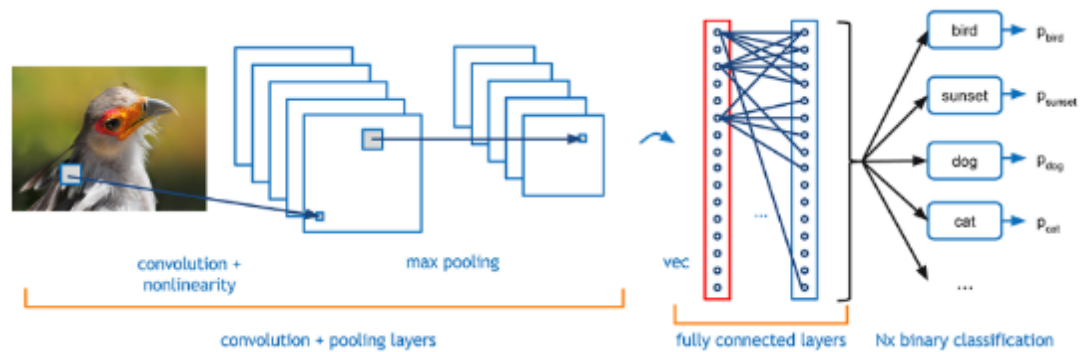 bird
p_bird
sunset
p_sunset
dog
p_dog
cat
p_cat
...
...
convolution +
nonlinearity
max pooling
vec
convolution + pooling layers
fully connected layers
Nx binary classification